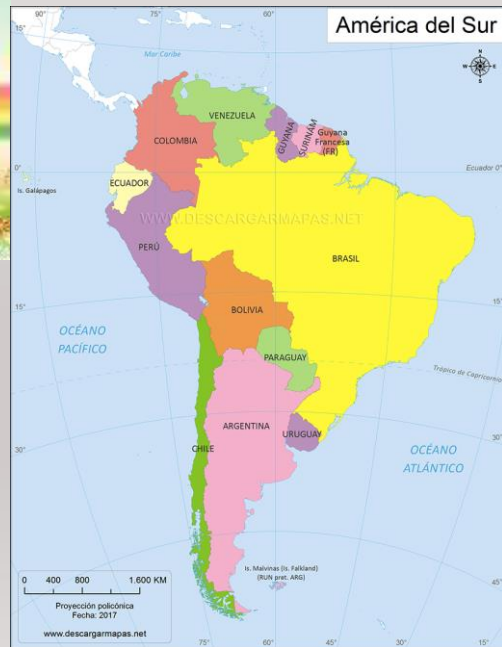 América del Sur
90°
75°
60°
15°
Mar Caribe
N
VENEZUELA
GUYANA
SURINÁM
Guyana
Francesa
(FR)
COLOMBIA
0°
Ecuador 0°
ECUADOR
Is. Galápagos
WWW.DESCARGARMAPAS.NET
PERÚ
BRASIL
15°
15°
BOLIVIA
OCÉANO
PACÍFICO
PARAGUAY
Trópico de Capricornio
ARGENTINA
URUGUAY
CHILE
30°
30°
OCÉANO
ATLÁNTICO
Is. Malvinas (Is. Falkland)
(RUN pret. ARG)
0 400 800 1.600 KM
45°
Proyección policónica
Fecha: 2017
www.descargarmapas.net
75°
60°
45°
30°
15°